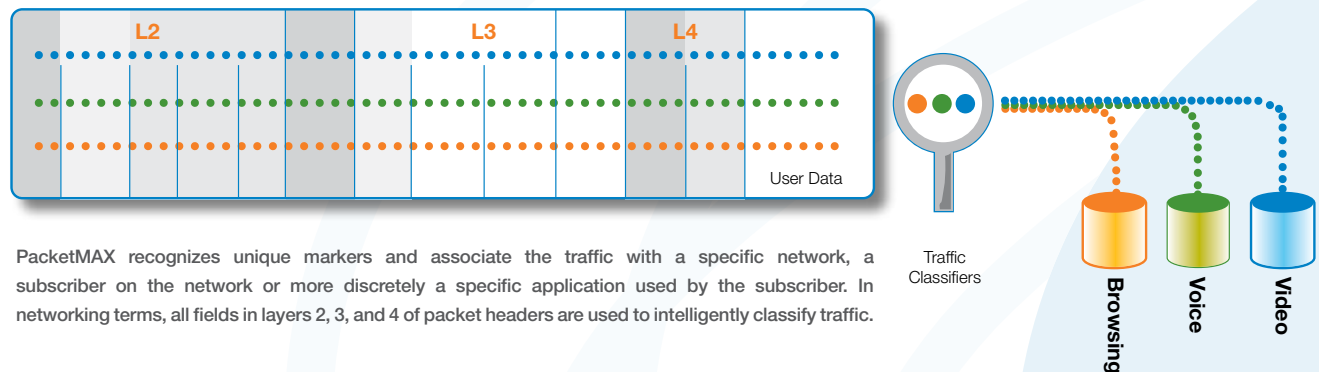 L2 L3 L4
User Data
PacketMAX recognizes unique markers and associate the traffic with a specific network, a
subscriber on the network or more discretely a specific application used by the subscriber. In
networking terms, all fields in layers 2, 3, and 4 of packet headers are used to intelligently classify traffic.
Traffic
Classifiers
Browsing
Voice
Video